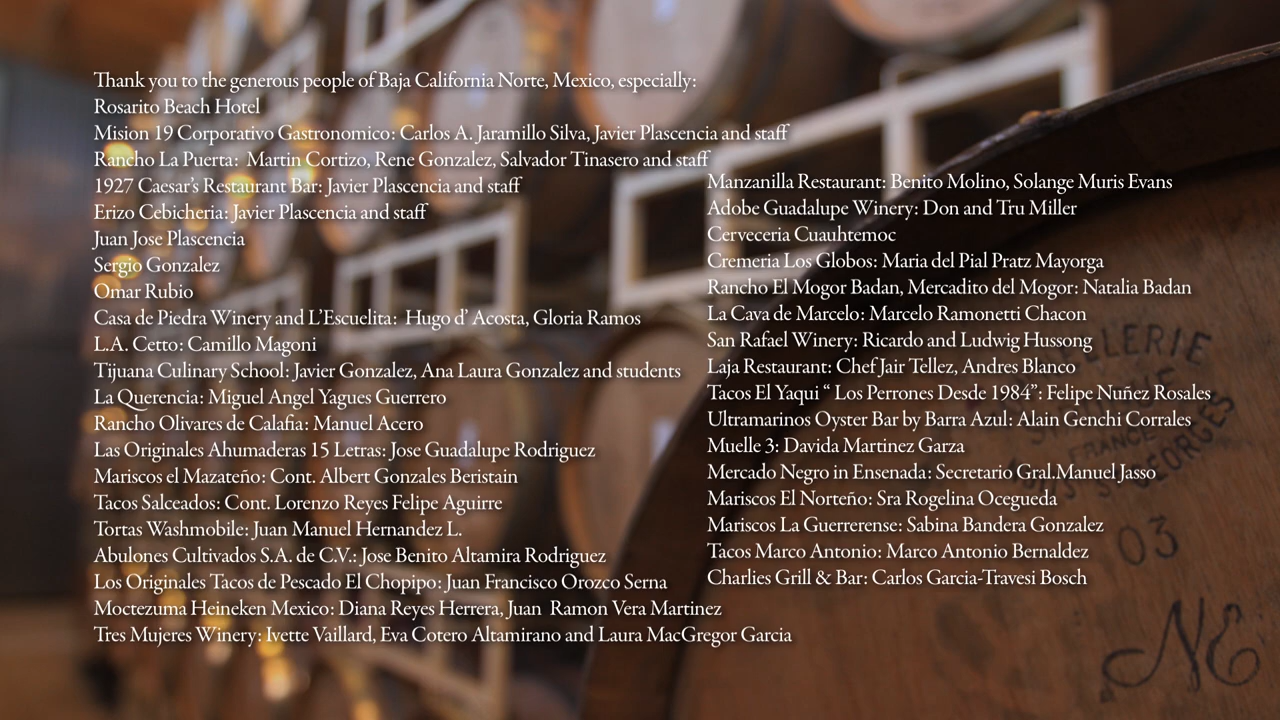 Thank you to the generous people of Baja California Norte, Mexico, especially:
Rosarito Beach Hotel
Mision 19 Corporativo Gastronomico: Carlos A. Jaramillo Silva, Javier Plascencia and staff
Rancho La Puerta: Martin Cortizo, Rene Gonzalez, Salvador Tinasero and staff
1927 Caesar's Restaurant Bar: Javier Plascencia and staff
Erizo Cebicheria: Javier Plascencia and staff
Juan Jose Plascencia
Sergio Gonzalez
Omar Rubio
Casa de Piedra Winery and L'Escuelita: Hugo d' Acosta, Gloria Ramos
L.A. Cetto: Camillo Magoni
Tijuana Culinary School: Javier Gonzalez, Ana Laura Gonzalez and students
La Querencia: Miguel Angel Yagues Guerrero
Rancho Olivares de Calafia: Manuel Acero
Las Originales Ahumaderas 15 Letras: Jose Guadalupe Rodriguez
Mariscos el Mazateño: Cont. Albert Gonzales Beristain
Tacos Salceados: Cont. Lorenzo Reyes Felipe Aguirre
Tortas Washmobile: Juan Manuel Hernandez L.
Abulones Cultivados S.A. de C.V.: Jose Benito Altamira Rodriguez
Los Originales Tacos de Pescado El Chopipo: Juan Francisco Orozco Serna
Moctezuma Heineken Mexico: Diana Reyes Herrera, Juan Ramon Vera Martinez
Tres Mujeres Winery: Ivette Vaillard, Eva Cotero Altamirano and Laura MacGregor Garcia
Manzanilla Restaurant: Benito Molino, Solange Muris Evans
Adobe Guadalupe Winery: Don and Tru Miller
Cerveceria Cuauhtemoc
Cremeria Los Globos: Maria del Pial Pratz Mayorga
Rancho El Mogor Badan, Mercadito del Mogor: Natalia Badan
La Cava de Marcelo: Marcelo Ramonetti Chacon
San Rafael Winery: Ricardo and Ludwig Hussong
Laja Restaurant: Chef Jair Tellez, Andres Blanco
Tacos El Yaqui “ Los Perrones Desde 1984”: Felipe Nuñez Rosales
Ultramarinos Oyster Bar by Barra Azul: Alain Genchi Corrales
Muelle 3: Davida Martinez Garza
Mercado Negro in Ensenada: Secretario Gral.Manuel Jasso
Mariscos El Norteño: Sra Rogelina Ocegueda
Mariscos La Guerrerense: Sabina Bandera Gonzalez
Tacos Marco Antonio: Marco Antonio Bernaldez
Charlies Grill & Bar: Carlos Garcia-Travesi Bosch
FRANCE
03
NE